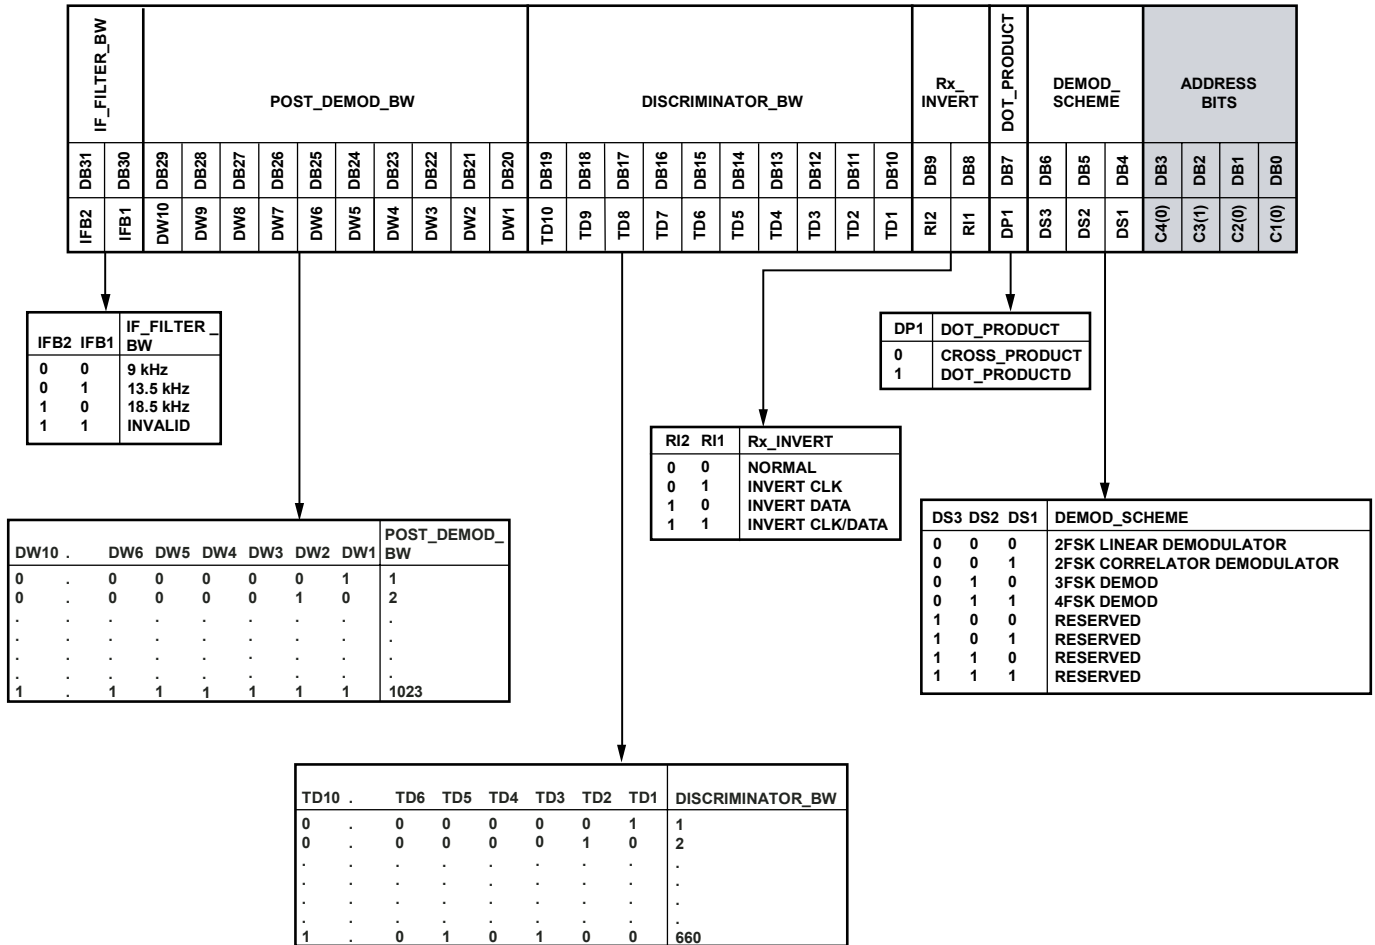 IF_FILTER_BW
POST_DEMOD_BW
DISCRIMINATOR_BW
Rx_
INVERT
DOT_PRODUCT
DEMOD_
SCHEME
ADDRESS
BITS
DB31 DB30 DB29 DB28 DB27 DB26 DB25 DB24 DB23 DB22 DB21 DB20 DB19 DB18 DB17 DB16 DB15 DB14 DB13 DB12 DB11 DB10 DB9 DB8 DB7 DB6 DB5 DB4 DB3 DB2 DB1 DB0
IFB2 IFB1 DW10 DW9 DW8 DW7 DW6 DW5 DW4 DW3 DW2 DW1 TD10 TD9 TD8 TD7 TD6 TD5 TD4 TD3 TD2 TD1 RI2 RI1 DP1 DS3 DS2 DS1 C4(0) C3(1) C2(0) C1(0)
IFB2 IFB1 IF_FILTER_
BW
0 0 9 kHz
0 1 13.5 kHz
1 0 18.5 kHz
1 1 INVALID
DP1 DOT_PRODUCT
0 CROSS_PRODUCT
1 DOT_PRODUCTD
RI2 RI1 Rx_INVERT
0 0 NORMAL
0 1 INVERT CLK
1 0 INVERT DATA
1 1 INVERT CLK/DATA
DS3 DS2 DS1 DEMOD_SCHEME
0 0 0 2FSK LINEAR DEMODULATOR
0 0 1 2FSK CORRELATOR DEMODULATOR
0 1 0 3FSK DEMOD
0 1 1 4FSK DEMOD
1 0 0 RESERVED
1 0 1 RESERVED
1 1 0 RESERVED
1 1 1 RESERVED
DW10 . DW6 DW5 DW4 DW3 DW2 DW1 POST_DEMOD_
BW
0 . 0 0 0 0 0 1 1
0 . 0 0 0 0 1 0 2
. . . . . . . . .
. . . . . . . . .
. . . . . . . . .
. . . . . . . . .
1 . 1 1 1 1 1 1 1023
TD10 . TD6 TD5 TD4 TD3 TD2 TD1 DISCRIMINATOR_BW
0 . 0 0 0 0 0 1 1
0 . 0 0 0 0 1 0 2
. . . . . . . . .
. . . . . . . . .
. . . . . . . . .
. . . . . . . . .
1 . 0 1 0 1 0 0 660